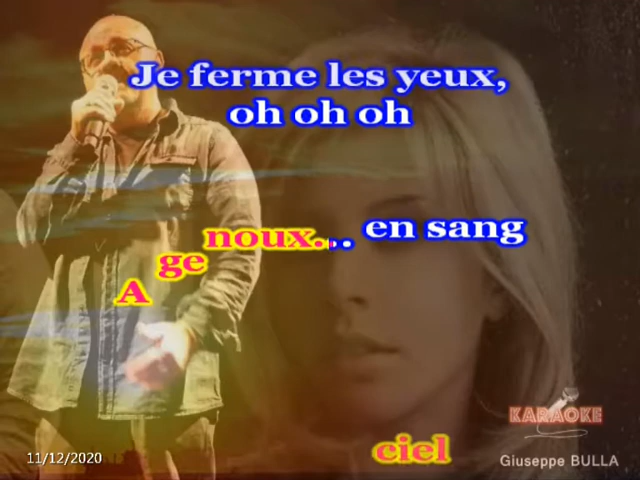 Je ferme les yeux,
oh oh oh
A ge noux... en sang
ciel
KARAOKE
11/12/2020
Giuseppe BULLA